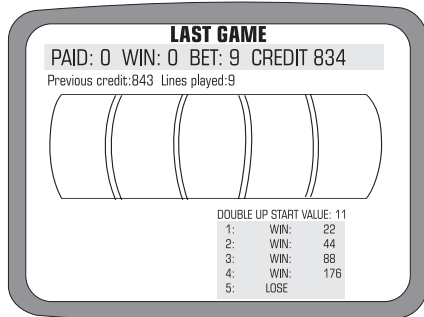 LAST GAME
PAID: 0 WIN: 0 BET: 9 CREDIT 834
Previous credit:843 Lines played:9
DOUBLE UP START VALUE: 11
1: WIN: 22
2: WIN: 44
3: WIN: 88
4: WIN: 176
5: LOSE